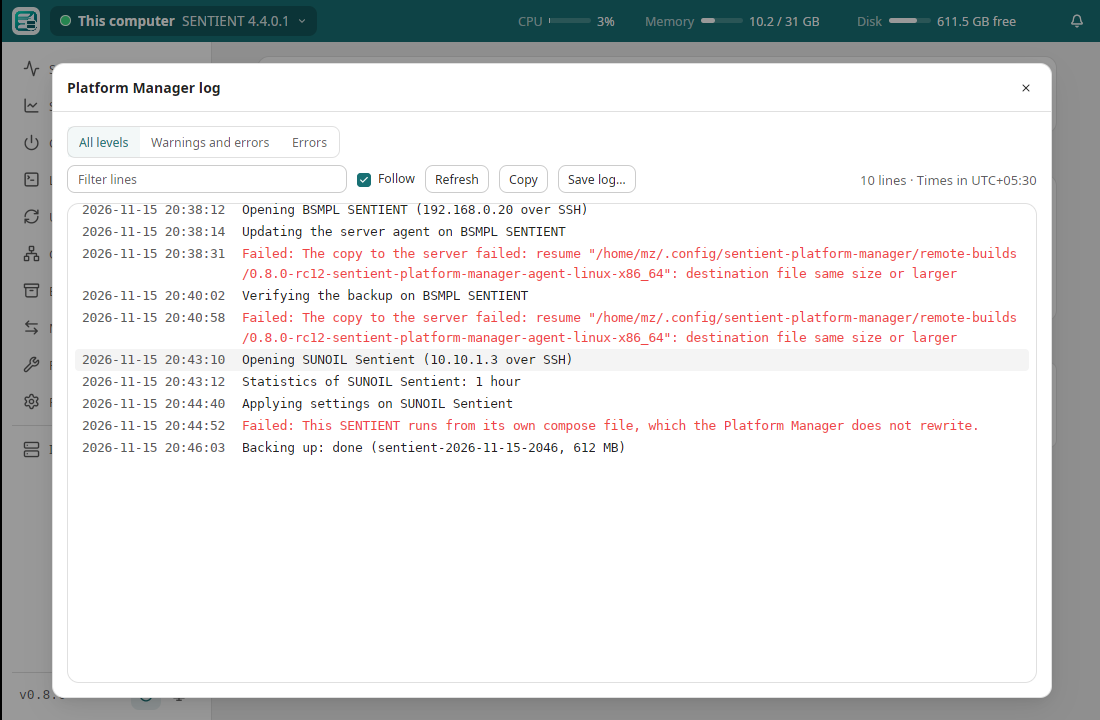 This computer SENTIENT 4.4.0.1
CPU 3% Memory 10.2 / 31 GB Disk 611.5 GB free
Platform Manager log ×
All levels Warnings and errors Errors
Filter lines Follow Refresh Copy Save log... 10 lines · Times in UTC+05:30
2026-11-15 20:38:12 Opening BSMPL SENTIENT (192.168.0.20 over SSH)
2026-11-15 20:38:14 Updating the server agent on BSMPL SENTIENT
2026-11-15 20:38:31 Failed: The copy to the server failed: resume "/home/mz/.config/sentient-platform-manager/remote-builds
/0.8.0-rc12-sentient-platform-manager-agent-linux-x86_64": destination file same size or larger
2026-11-15 20:40:02 Verifying the backup on BSMPL SENTIENT
2026-11-15 20:40:58 Failed: The copy to the server failed: resume "/home/mz/.config/sentient-platform-manager/remote-builds
/0.8.0-rc12-sentient-platform-manager-agent-linux-x86_64": destination file same size or larger
2026-11-15 20:43:10 Opening SUNOIL Sentient (10.10.1.3 over SSH)
2026-11-15 20:43:12 Statistics of SUNOIL Sentient: 1 hour
2026-11-15 20:44:40 Applying settings on SUNOIL Sentient
2026-11-15 20:44:52 Failed: This SENTIENT runs from its own compose file, which the Platform Manager does not rewrite.
2026-11-15 20:46:03 Backing up: done (sentient-2026-11-15-2046, 612 MB)